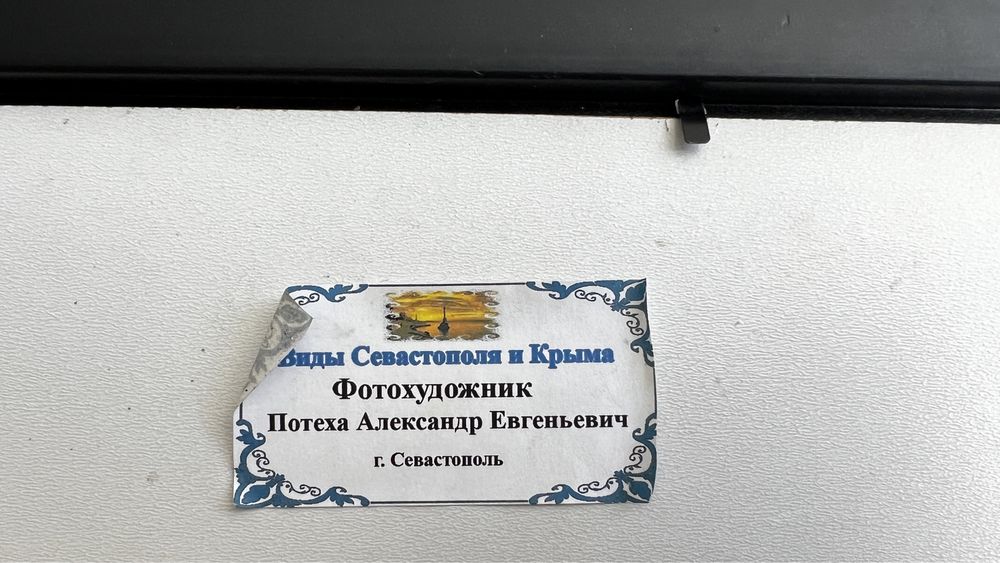 Виды Севастополя и Крыма
Фотохудожник
Потеха Александр Евгеньевич
г. Севастополь